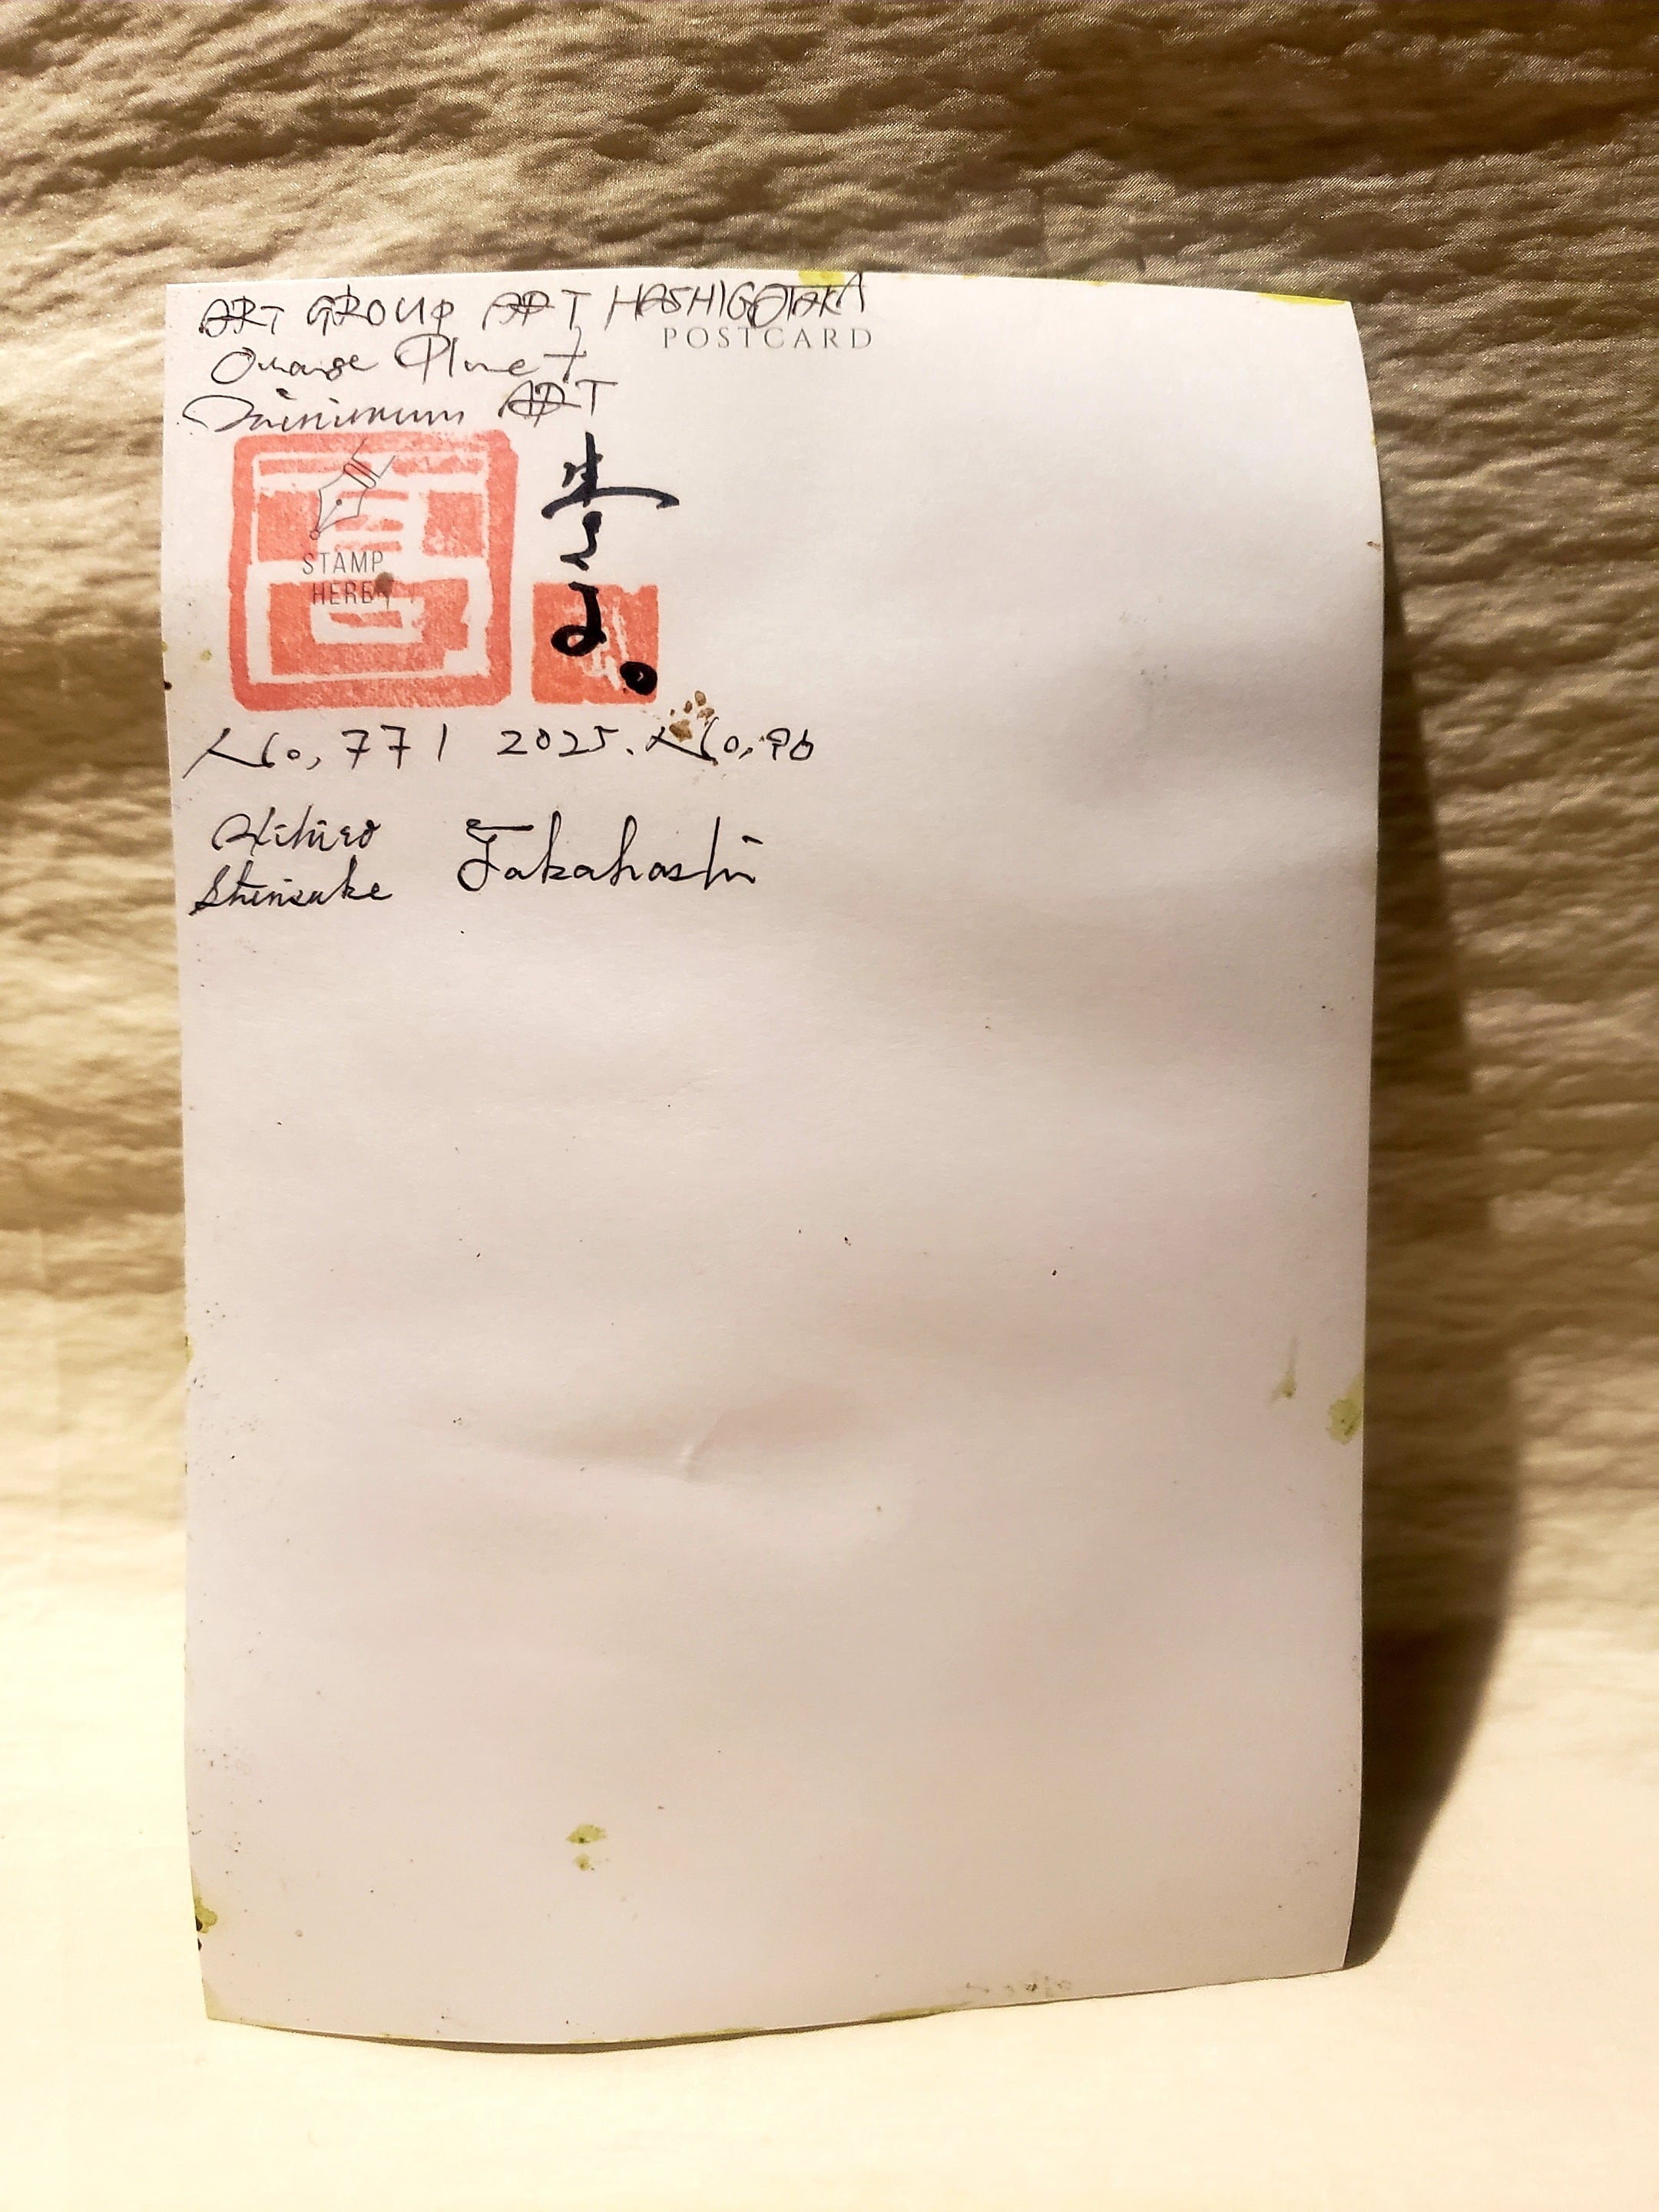 ART GROUP ART HASHIGOTAKA
POSTCARD
Orange Planet
Minimum ART
髙
STAMP
HERE
No, 771 2025. No, 96
Akihiro
Shinsuke Takahashi